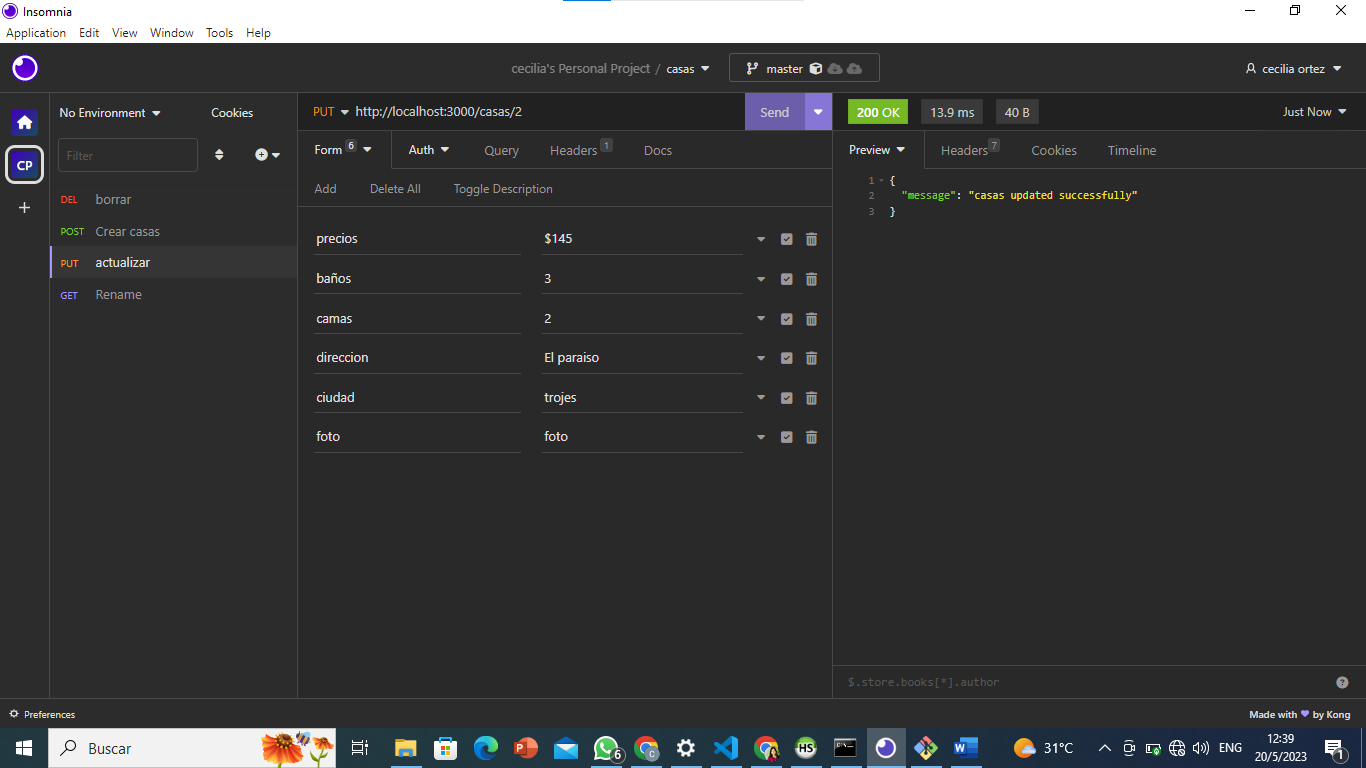 Insomnia
Application Edit View Window Tools Help
cecilia's Personal Project / casas master cecilia ortez
No Environment Cookies PUT http://localhost:3000/casas/2 Send 200 OK 13.9 ms 40 B Just Now
Filter Form 6 Auth Query Headers 1 Docs Preview Headers 7 Cookies Timeline
CP
Add Delete All Toggle Description
1 {
2 "message": "casas updated successfully"
3 }
DEL borrar
POST Crear casas
PUT actualizar
GET Rename
precios $145
baños 3
camas 2
direccion El paraiso
ciudad trojes
foto foto
$.store.books[*].author
Preferences Made with by Kong
Buscar 6 C HS W 31°C ENG 12:39
20/5/2023 1